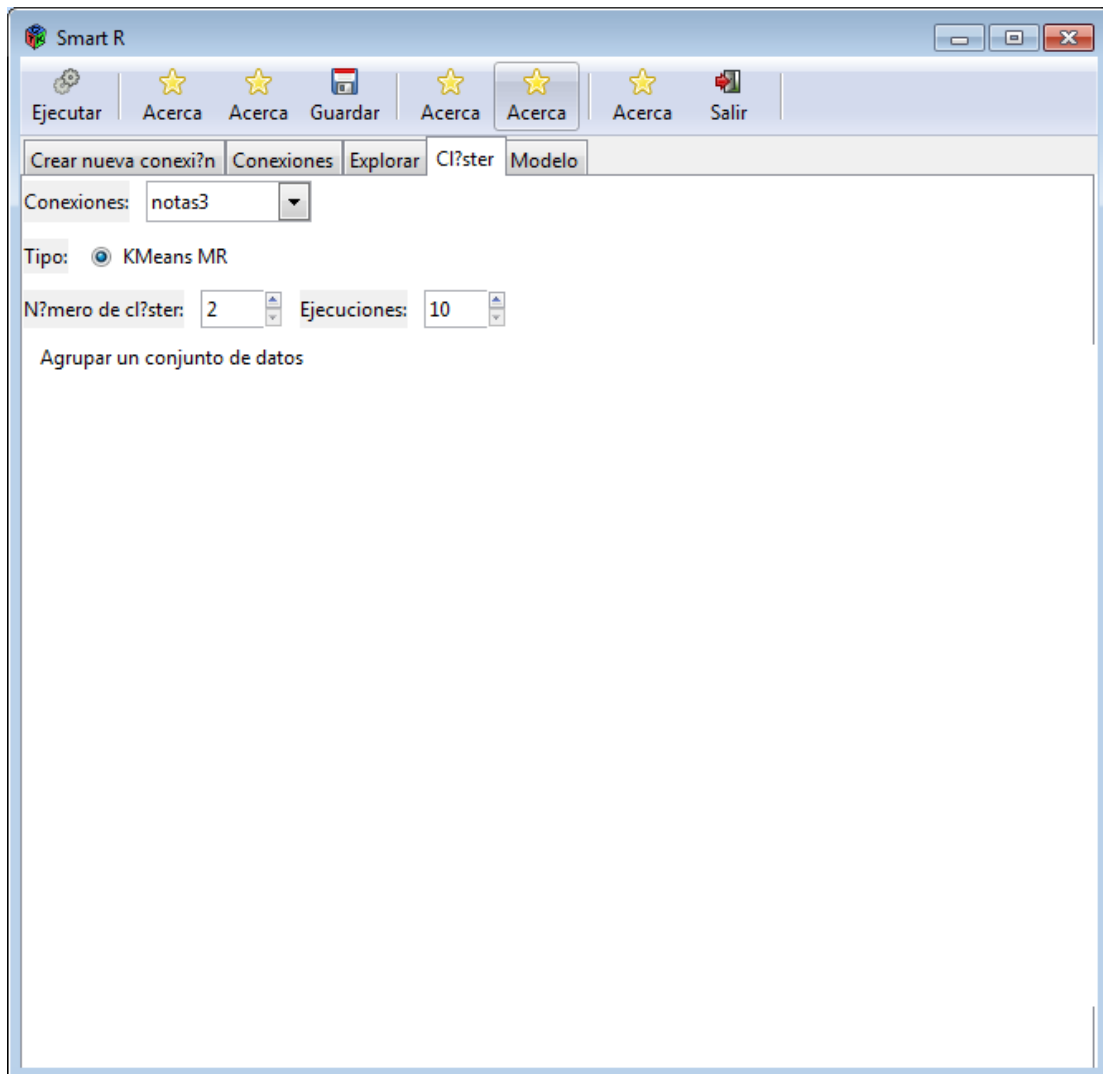 Smart R
Ejecutar Acerca Acerca Guardar Acerca Acerca Acerca Salir
Crear nueva conexi?n Conexiones Explorar Cl?ster Modelo
Conexiones: notas3
Tipo: KMeans MR
N?mero de cl?ster: 2 Ejecuciones: 10
Agrupar un conjunto de datos